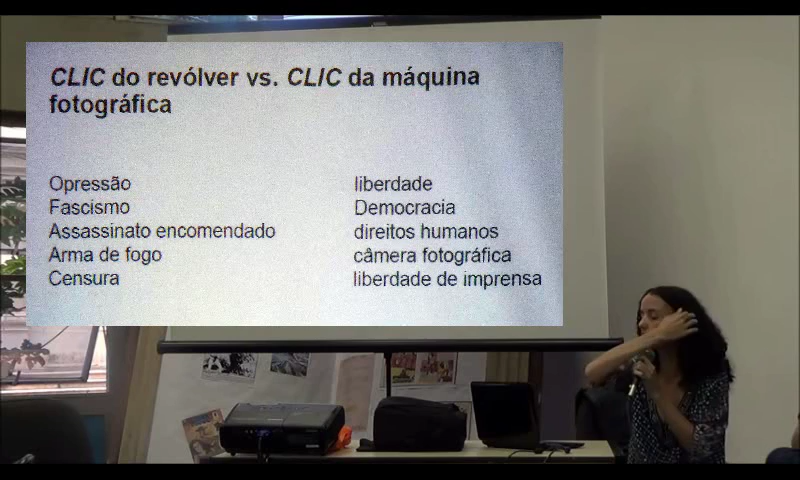 CLIC do revólver vs. CLIC da máquina
fotográfica
Opressão liberdade
Fascismo Democracia
Assassinato encomendado direitos humanos
Arma de fogo câmera fotográfica
Censura liberdade de imprensa